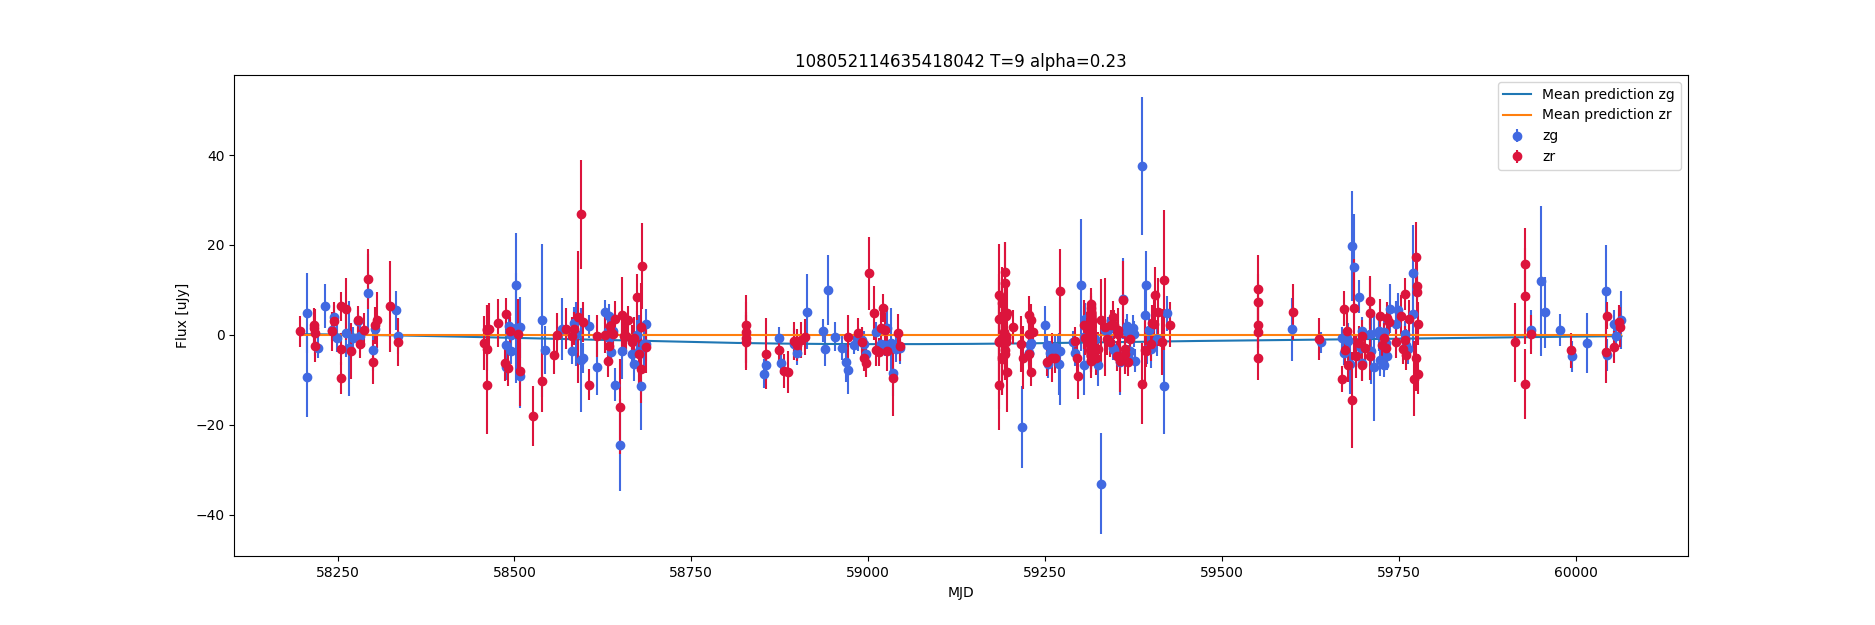 108052114635418042 T=9 alpha=0.23
Mean prediction zg
Mean prediction zr
zg
zr
Flux [uJy]
40
20
0
−20
−40
58250
58500
58750
59000
59250
59500
59750
60000
MJD